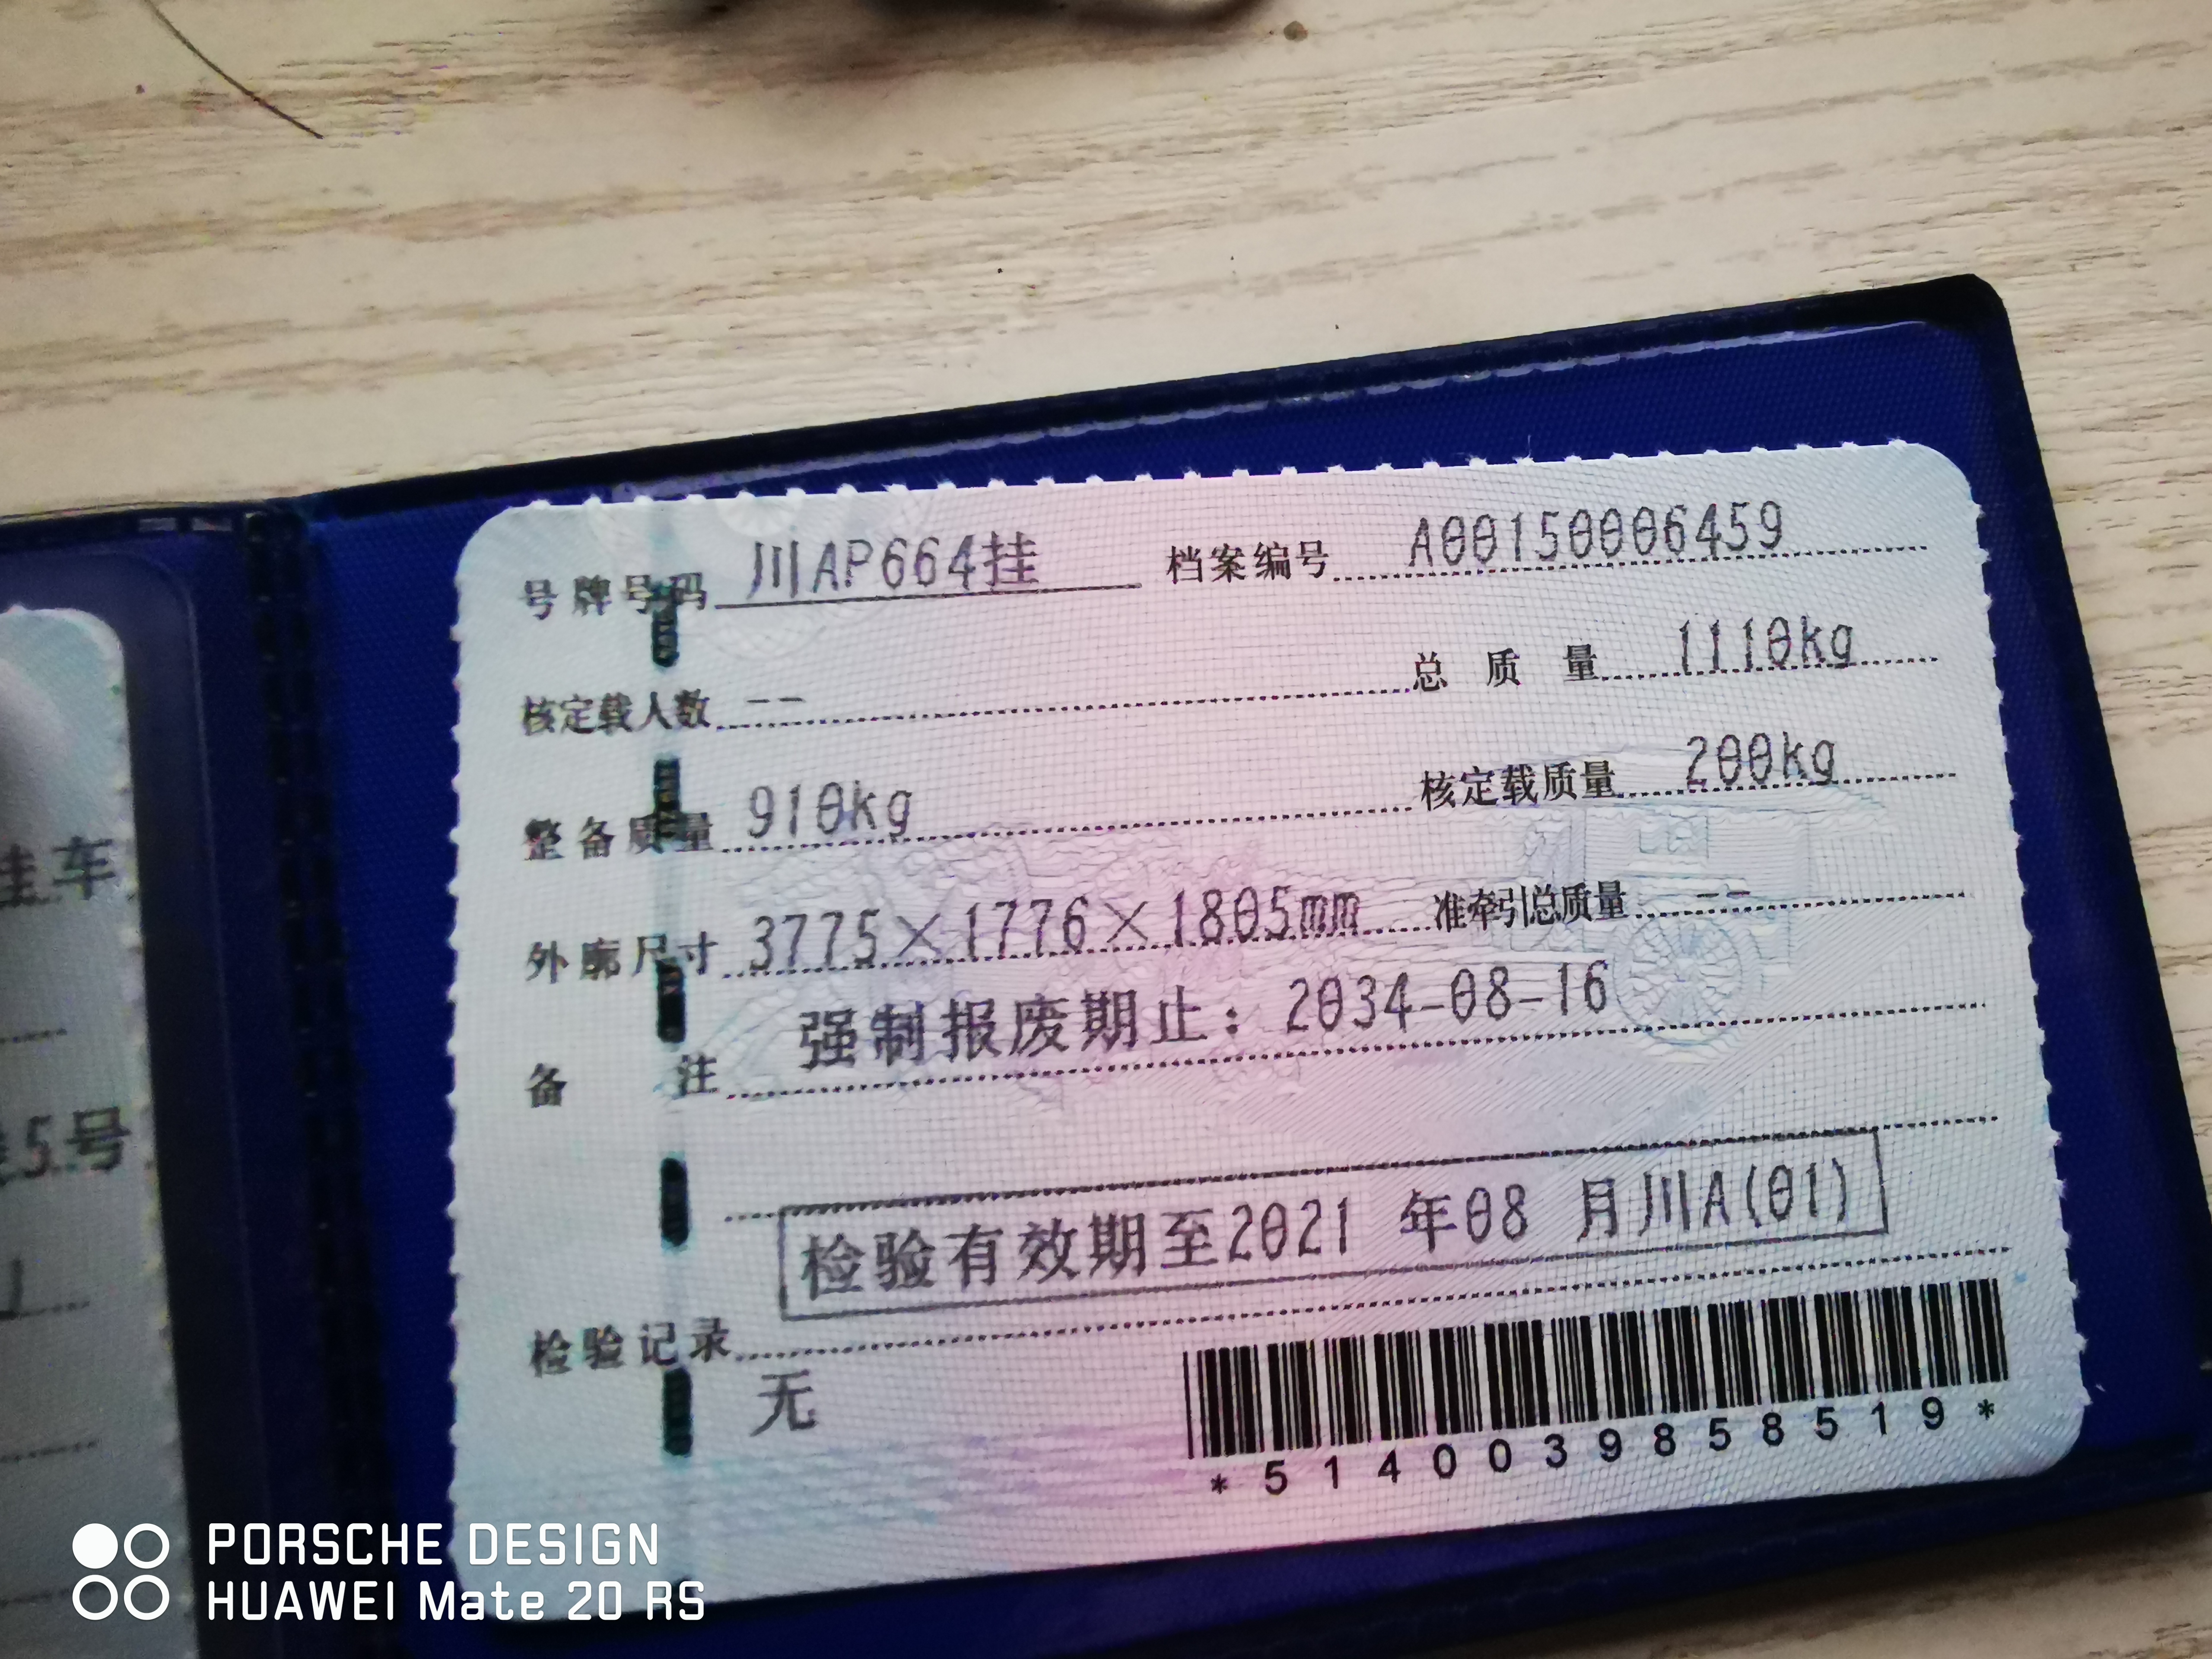 号牌号码 川AP664挂 档案编号 A00150006459
核定载人数 -- 总质量 1110kg
整备质量 910kg 核定载质量 200kg
外廓尺寸 3775×1776×1805mm 准牵引总质量 --
备注 强制报废期止：2034-08-16
检验有效期至2021 年08 月川A(01)
检验记录
无
*5140039858519*
挂车
5号
PORSCHE DESIGN
HUAWEI Mate 20 RS